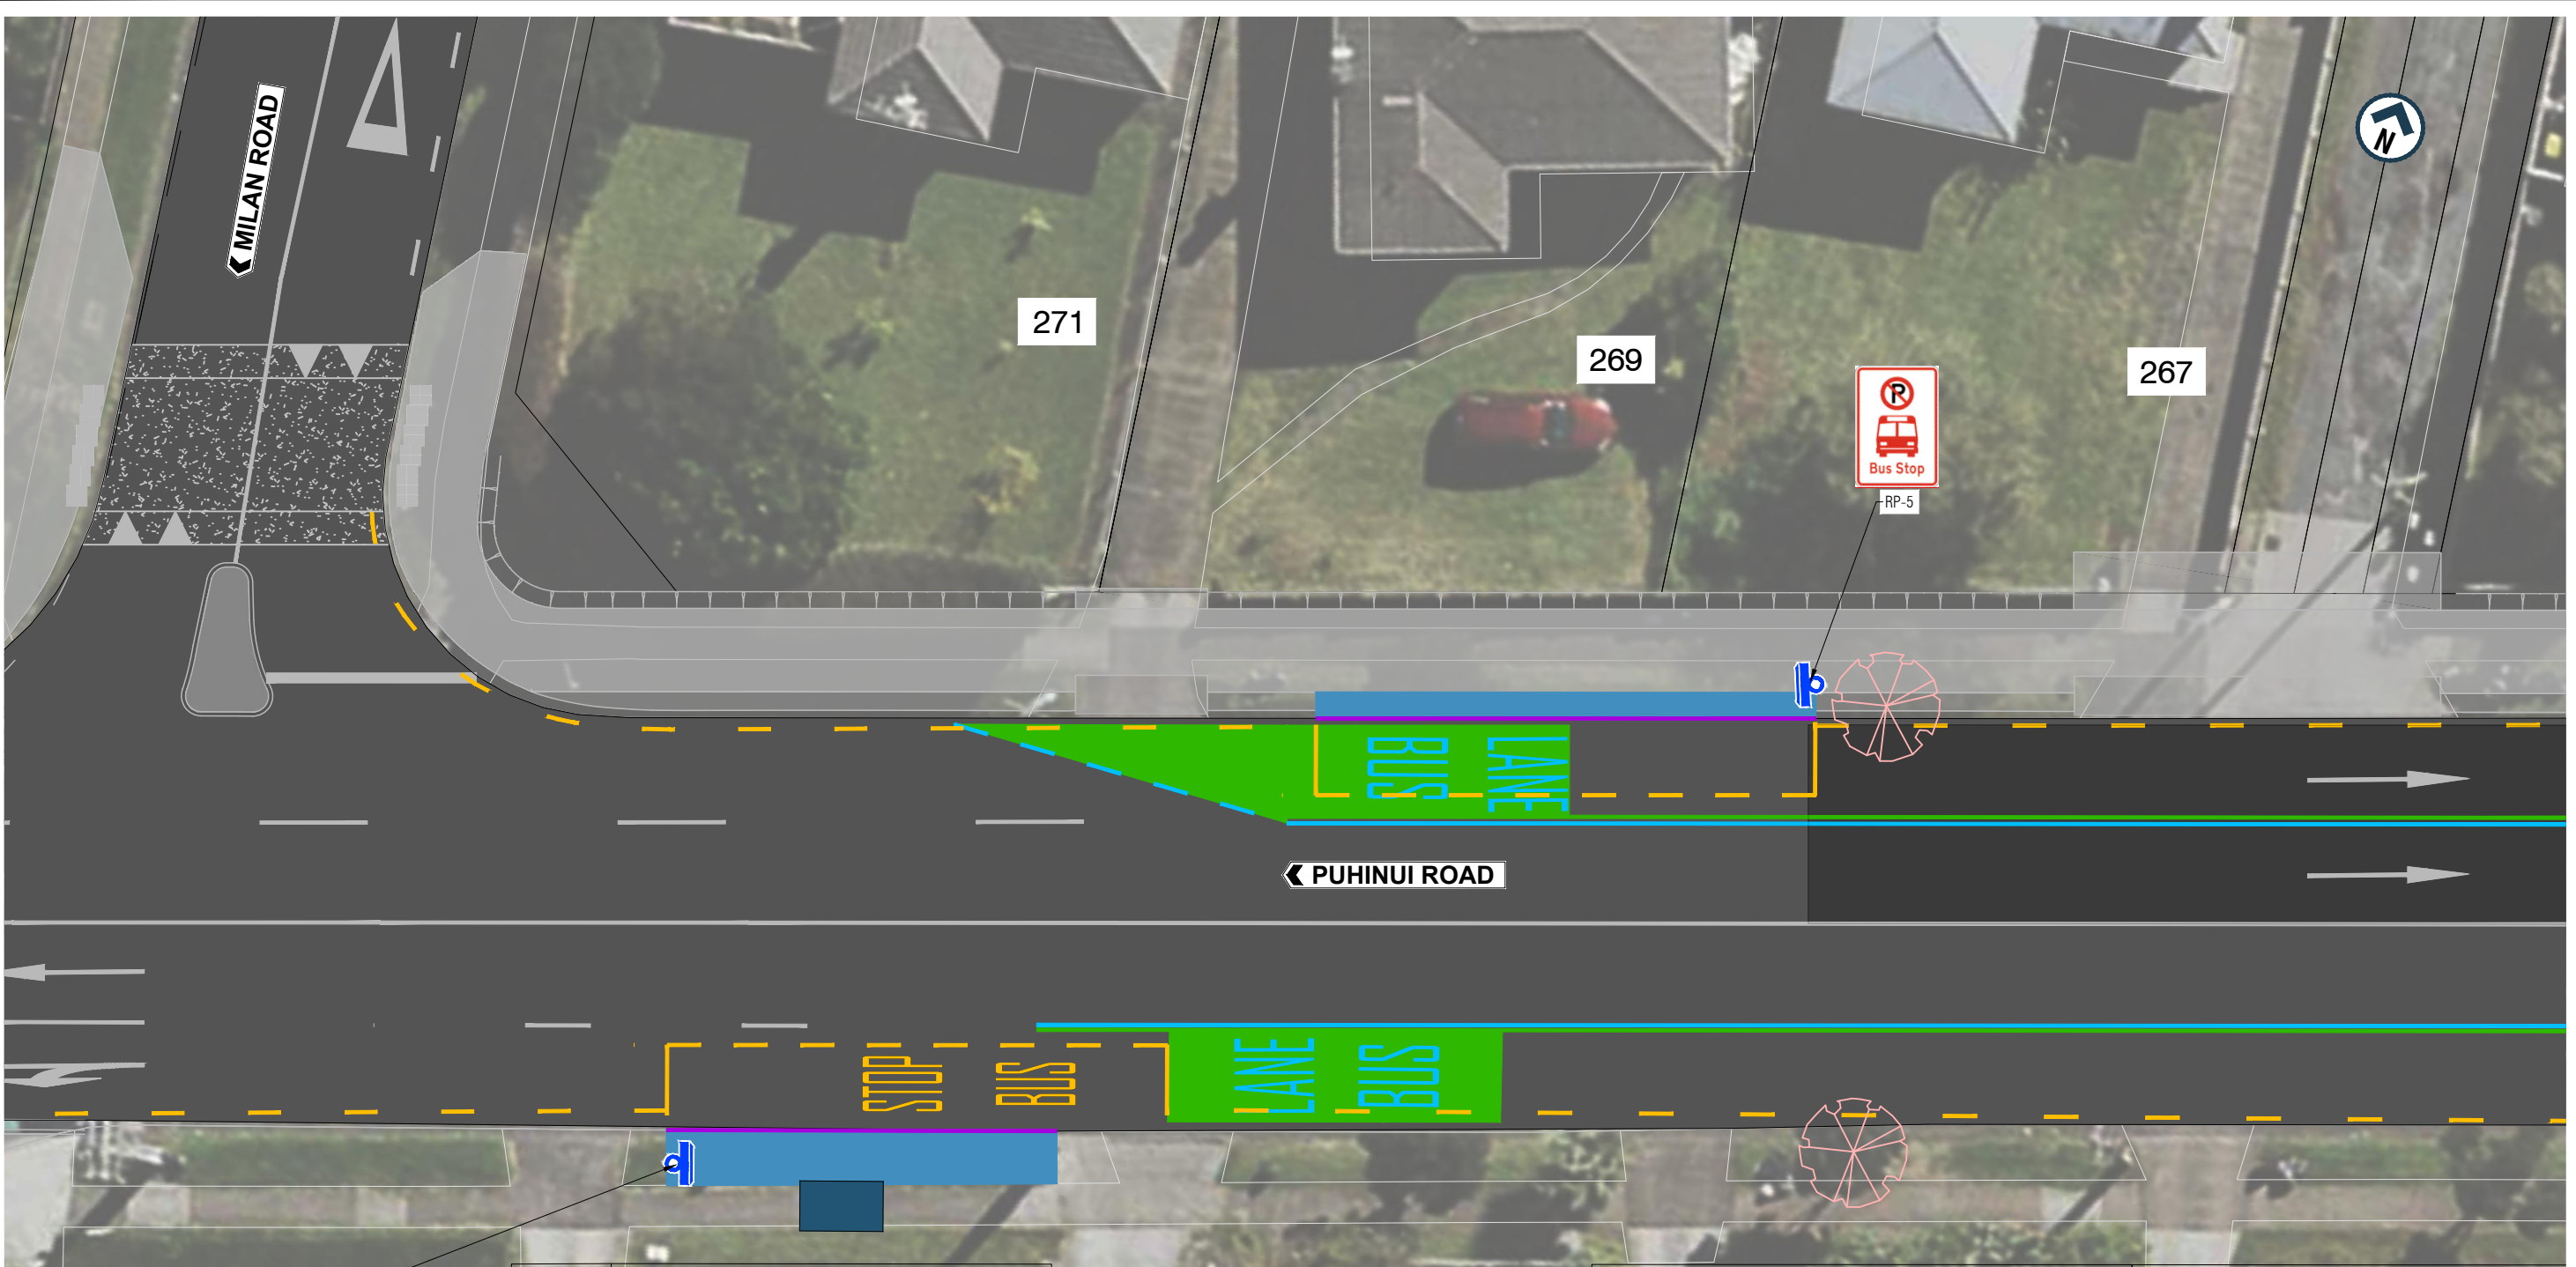 MILAN ROAD
N
271
269
267
P
Bus Stop
RP-5
BUS
LANE
PUHINUI ROAD
STOP
BUS
LANE
BUS